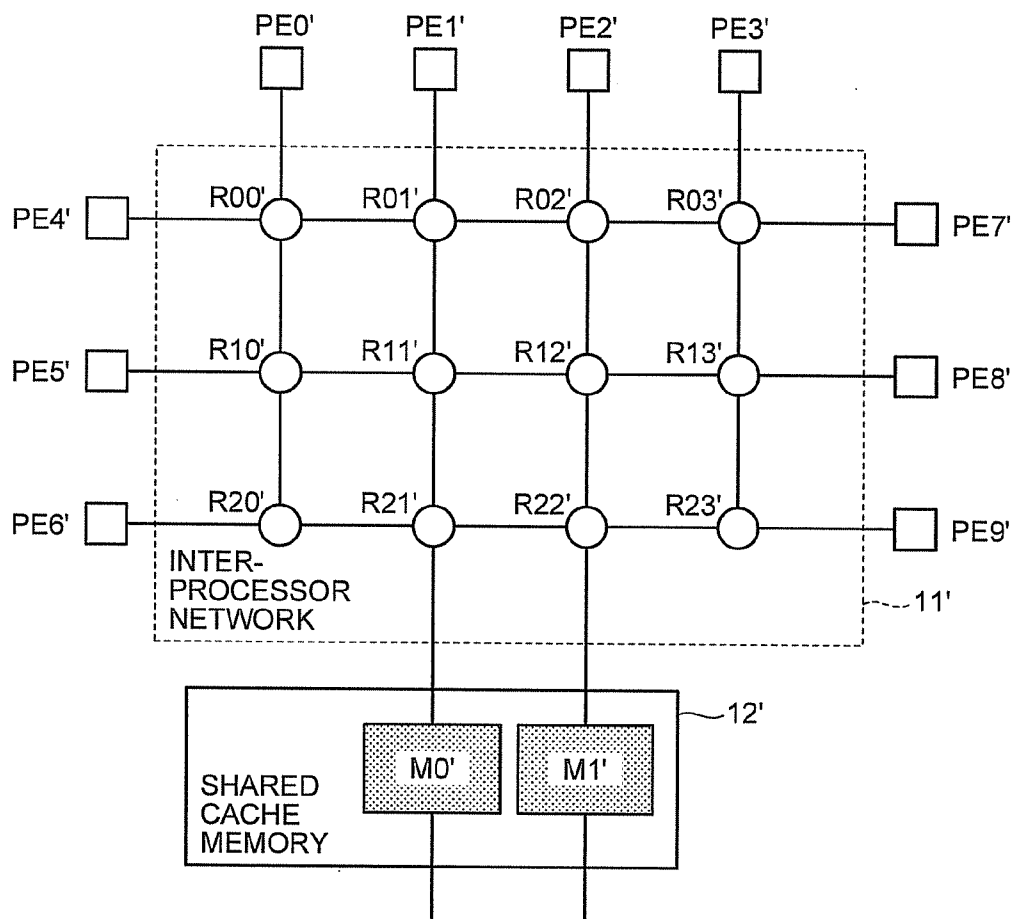 PE0' PE1' PE2' PE3'
R00' R01' R02' R03'
PE4' PE7'
R10' R11' R12' R13'
PE5' PE8'
R20' R21' R22' R23'
PE6' PE9'
INTER-
PROCESSOR
NETWORK
11'
12'
M0' M1'
SHARED
CACHE
MEMORY